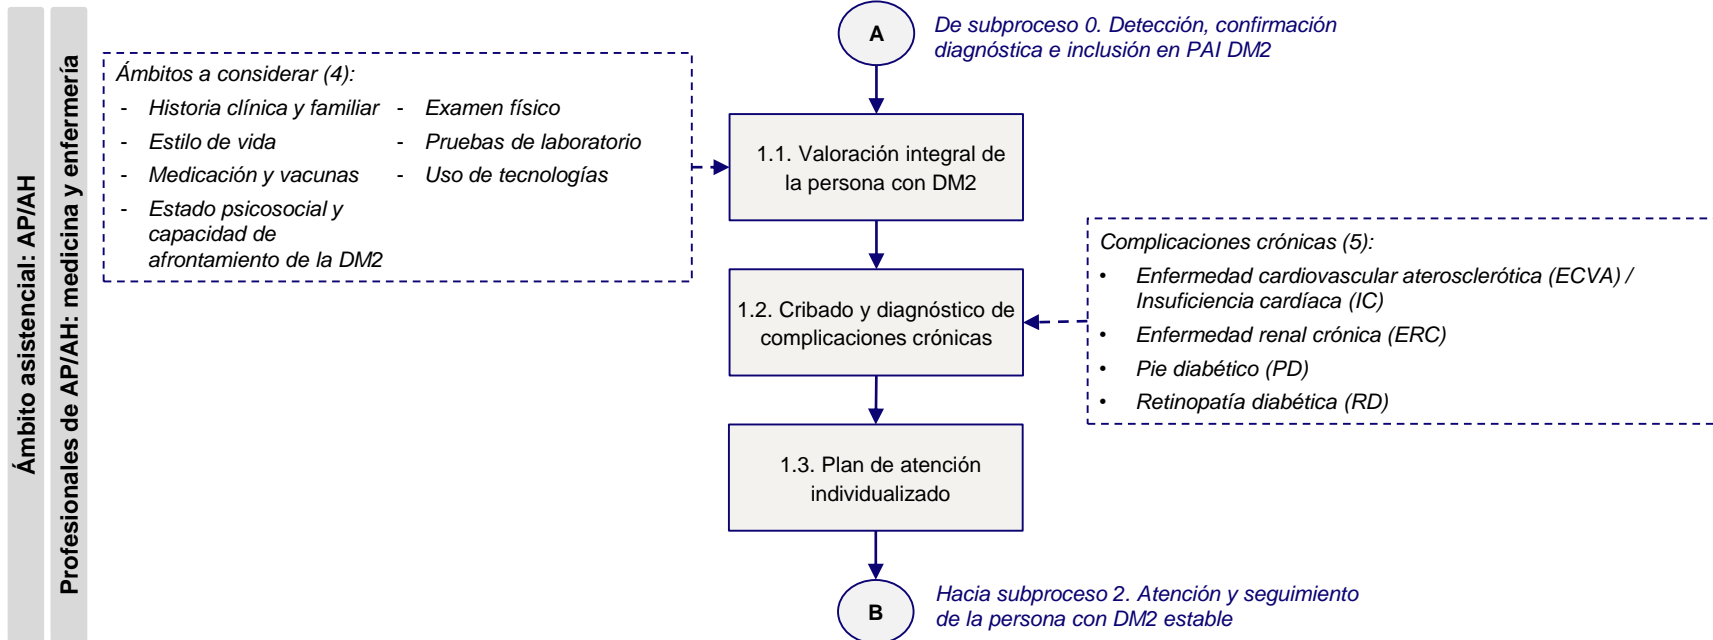 Ámbito asistencial: AP/AH
Profesionales de AP/AH: medicina y enfermería
A
De subproceso 0. Detección, confirmación
diagnóstica e inclusión en PAI DM2
Ámbitos a considerar (4):
- Historia clínica y familiar
- Estilo de vida
- Medicación y vacunas
- Estado psicosocial y
capacidad de
afrontamiento de la DM2
- Examen físico
- Pruebas de laboratorio
- Uso de tecnologías
1.1. Valoración integral de
la persona con DM2
1.2. Cribado y diagnóstico de
complicaciones crónicas
Complicaciones crónicas (5):
• Enfermedad cardiovascular aterosclerótica (ECVA) /
Insuficiencia cardíaca (IC)
• Enfermedad renal crónica (ERC)
• Pie diabético (PD)
• Retinopatía diabética (RD)
1.3. Plan de atención
individualizado
B
Hacia subproceso 2. Atención y seguimiento
de la persona con DM2 estable